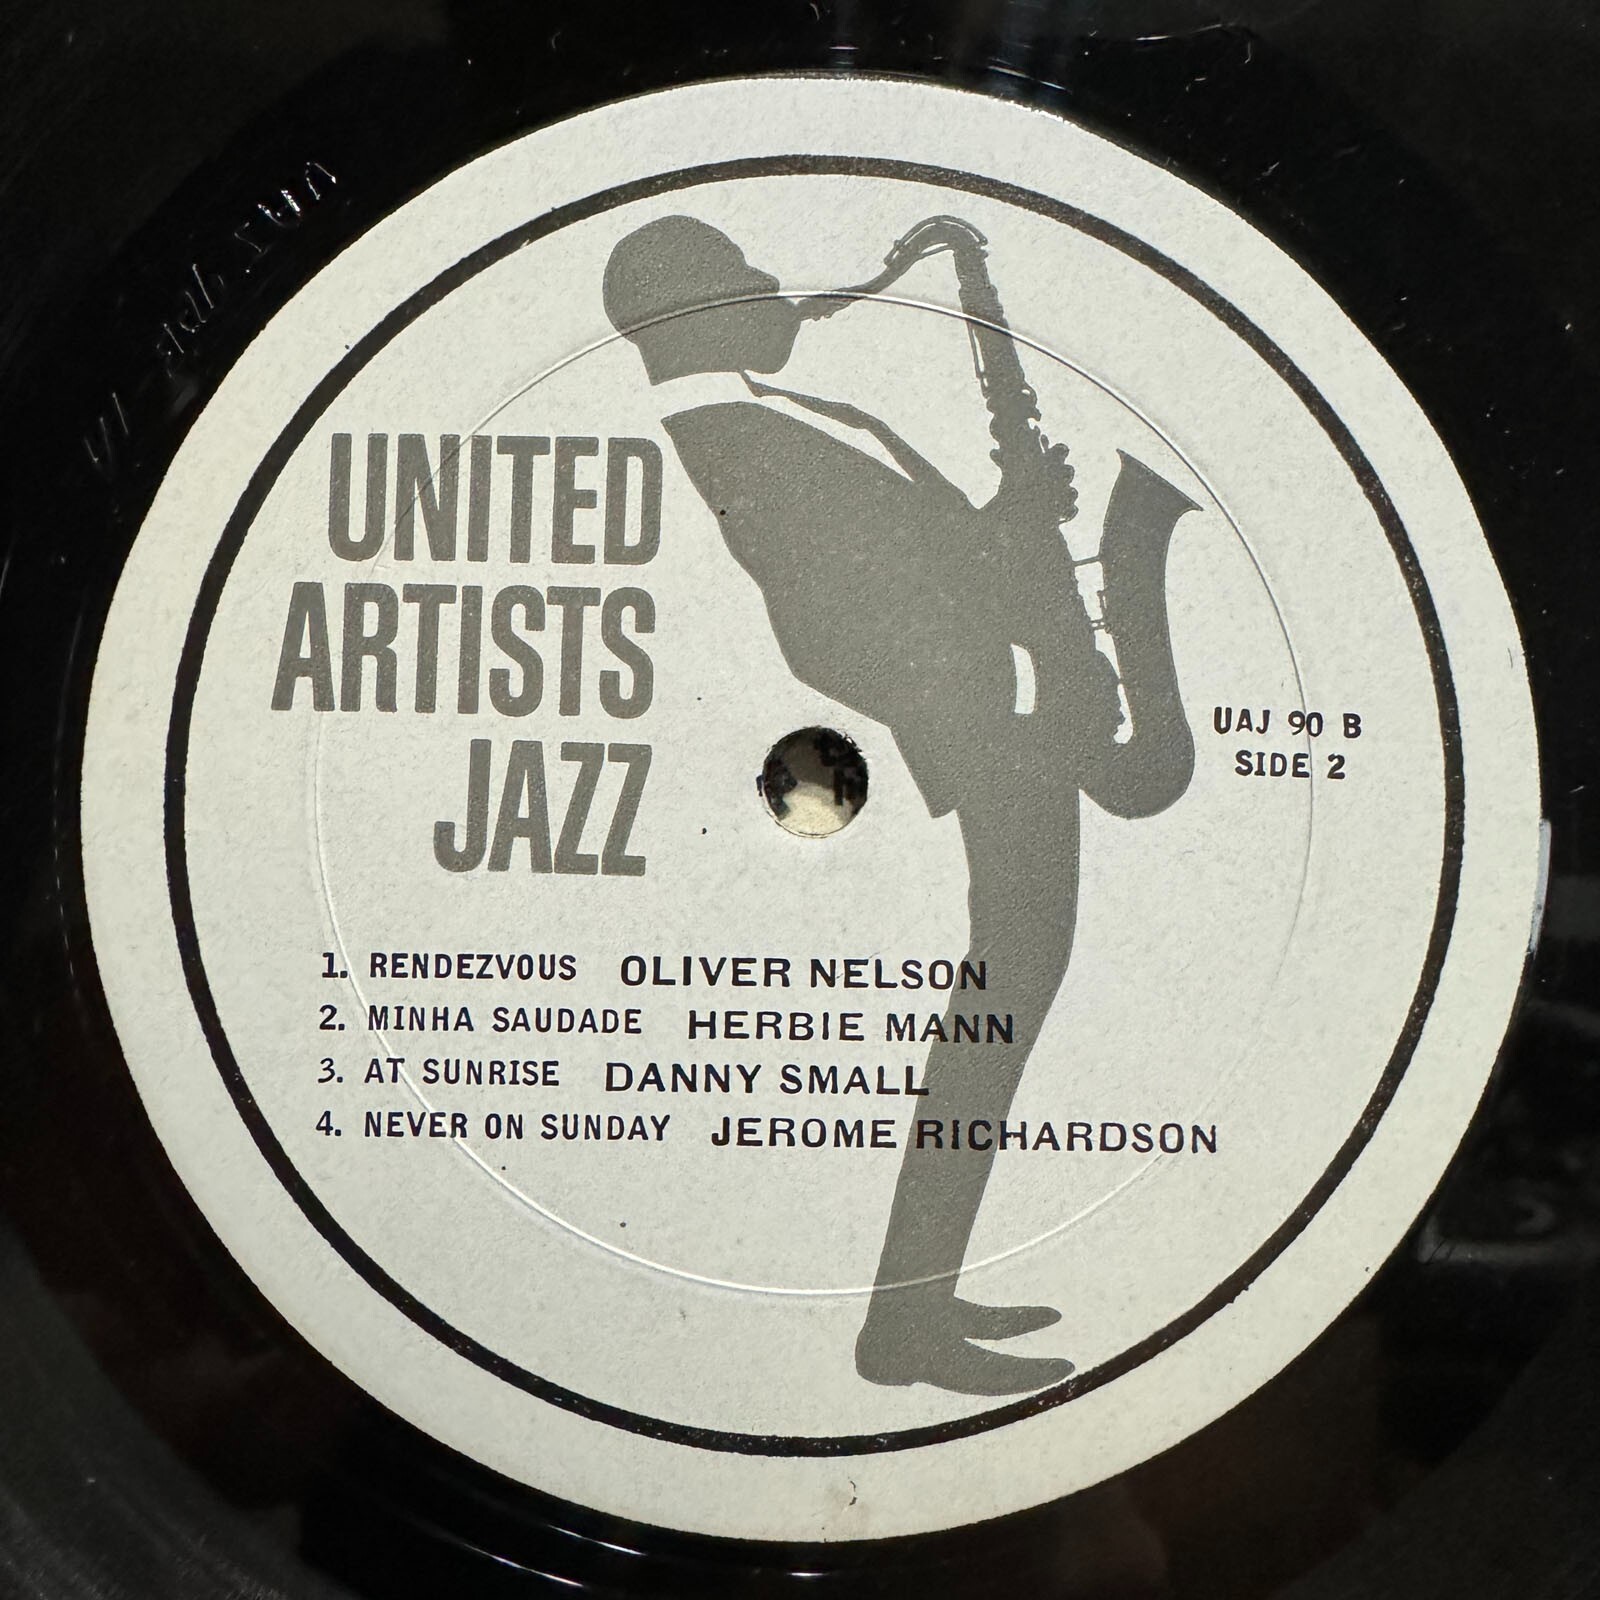 UNITED
ARTISTS
JAZZ
UAJ 90 B
SIDE 2
1. RENDEZVOUS OLIVER NELSON
2. MINHA SAUDADE HERBIE MANN
3. AT SUNRISE DANNY SMALL
4. NEVER ON SUNDAY JEROME RICHARDSON